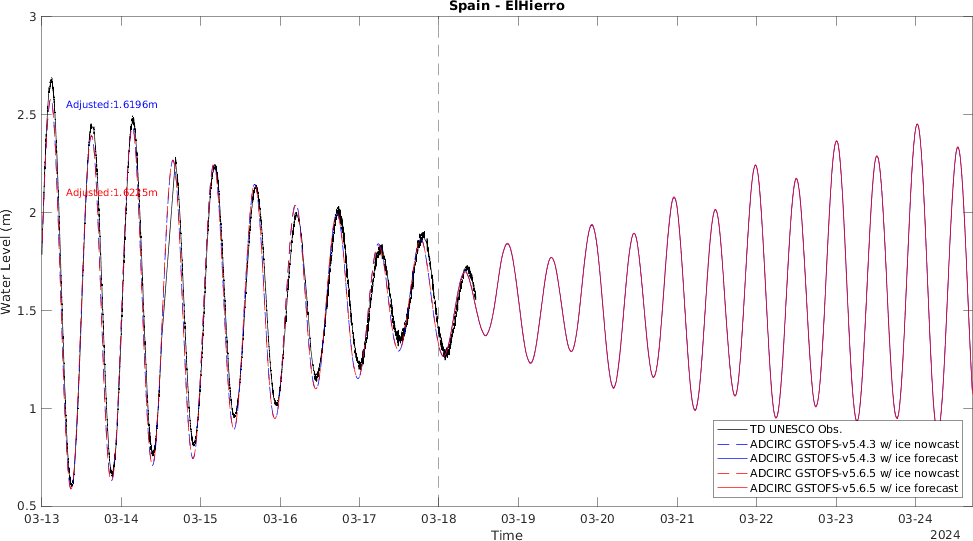 Spain - ElHierro
3
2.5
2
1.5
1
0.5
Water Level (m)
Adjusted:1.6196m
Adjusted:1.6225m
TD UNESCO Obs.
ADCIRC GSTOFS-v5.4.3 w/ ice nowcast
ADCIRC GSTOFS-v5.4.3 w/ ice forecast
ADCIRC GSTOFS-v5.6.5 w/ ice nowcast
ADCIRC GSTOFS-v5.6.5 w/ ice forecast
03-13 03-14 03-15 03-16 03-17 03-18 03-19 03-20 03-21 03-22 03-23 03-24
Time
2024